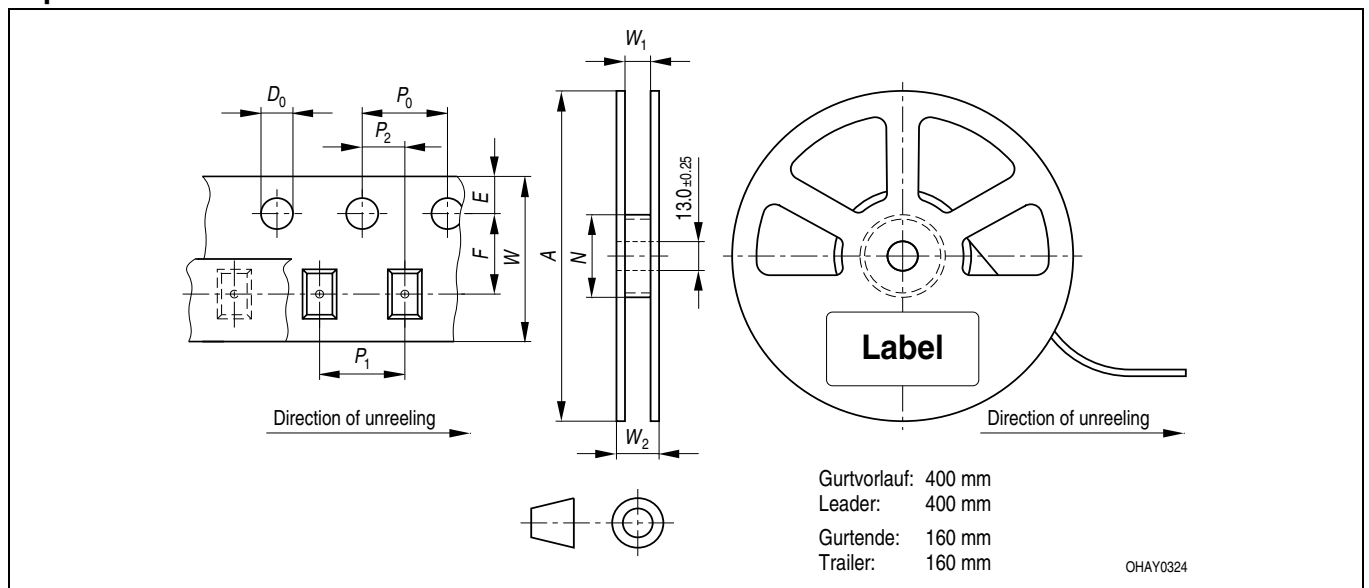 W1
D0
P0
P2
E
F
W
P1
Direction of unreeling
A
N
13.0 ±0.25
W2
Label
Direction of unreeling
Gurtvorlauf: 400 mm
Leader: 400 mm
Gurtende: 160 mm
Trailer: 160 mm
OHAY0324